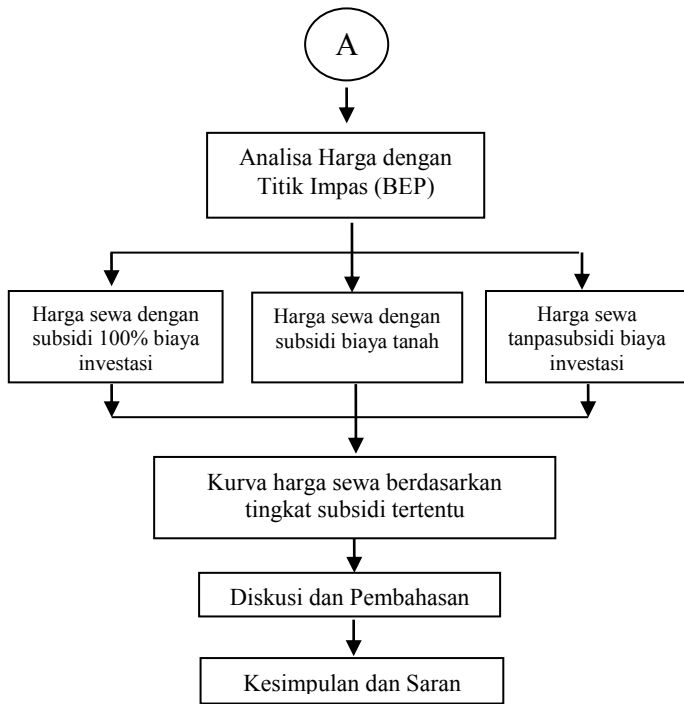 A
Analisa Harga dengan
Titik Impas (BEP)
Harga sewa dengan
subsidi 100% biaya
investasi
Harga sewa dengan
subsidi biaya tanah
Harga sewa
tanpasubsidi biaya
investasi
Kurva harga sewa berdasarkan
tingkat subsidi tertentu
Diskusi dan Pembahasan
Kesimpulan dan Saran